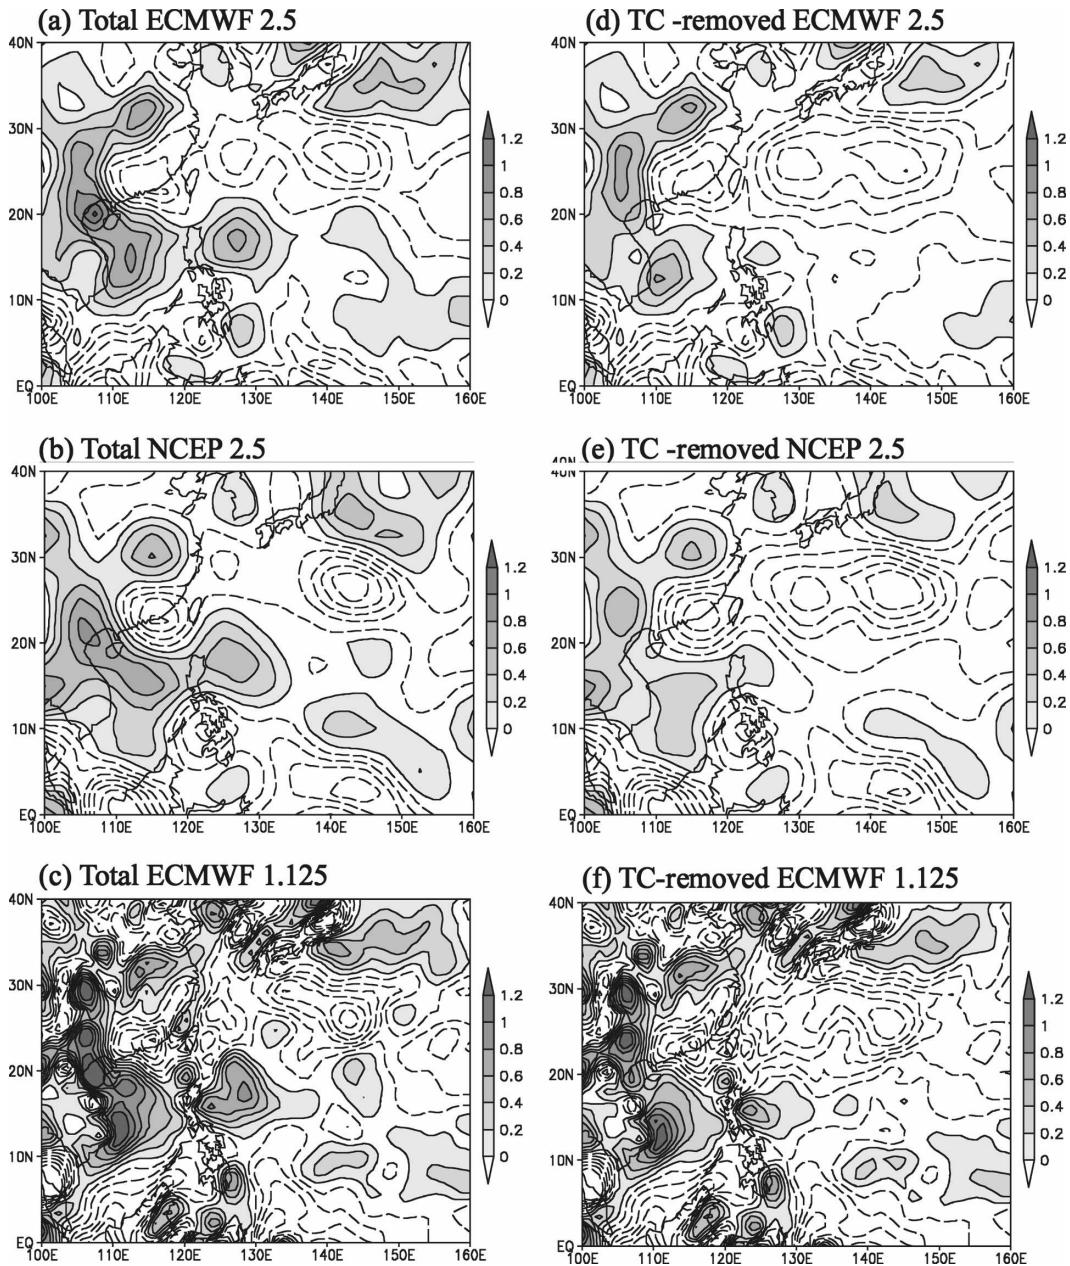 (a) Total ECMWF 2.5
40N
30N
20N
10N
EQ
100E 110E 120E 130E 140E 150E 160E
1.2
1
0.8
0.6
0.4
0.2
0
(d) TC -removed ECMWF 2.5
40N
30N
20N
10N
EQ
100E 110E 120E 130E 140E 150E 160E
1.2
1
0.8
0.6
0.4
0.2
0
(b) Total NCEP 2.5
40N
30N
20N
10N
EQ
100E 110E 120E 130E 140E 150E 160E
1.2
1
0.8
0.6
0.4
0.2
0
(e) TC -removed NCEP 2.5
40N
30N
20N
10N
EQ
100E 110E 120E 130E 140E 150E 160E
1.2
1
0.8
0.6
0.4
0.2
0
(c) Total ECMWF 1.125
40N
30N
20N
10N
EQ
100E 110E 120E 130E 140E 150E 160E
1.2
1
0.8
0.6
0.4
0.2
0
(f) TC-removed ECMWF 1.125
40N
30N
20N
10N
EQ
100E 110E 120E 130E 140E 150E 160E
1.2
1
0.8
0.6
0.4
0.2
0